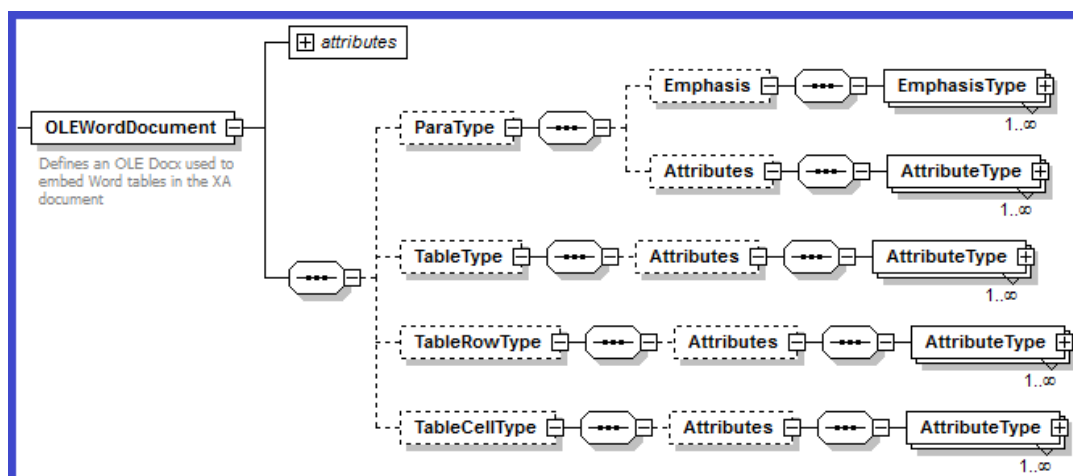 attributes
OLEWordDocument
Defines an OLE Docx used to
embed Word tables in the XA
document
ParaType
Emphasis
EmphasisType
1..∞
Attributes
AttributeType
1..∞
TableType
Attributes
AttributeType
1..∞
TableRowType
Attributes
AttributeType
1..∞
TableCellType
Attributes
AttributeType
1..∞